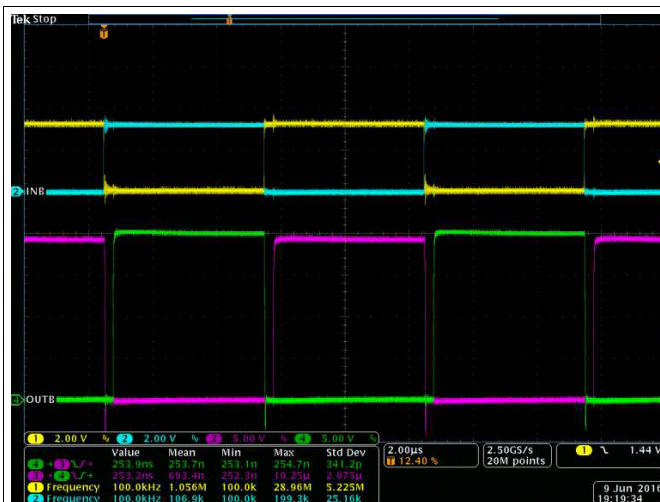 Tek Stop
T
T
2 INB
4 OUTB
1 2.00 V 2 2.00 V 3 5.00 V 4 5.00 V
Value Mean Min Max Std Dev
4 3 253.9ns 253.7n 253.1n 254.7n 341.2p
3 4 253.2ns 693.4n 252.3n 10.25µ 2.075µ
1 Frequency 100.0kHz 1.056M 100.0k 28.96M 5.225M
2 Frequency 100.0kHz 106.9k 100.0k 199.3k 25.16k
2.00µs
T 12.40 %
2.50GS/s
20M points
1 1.44 V
9 Jun 2016
19:19:34